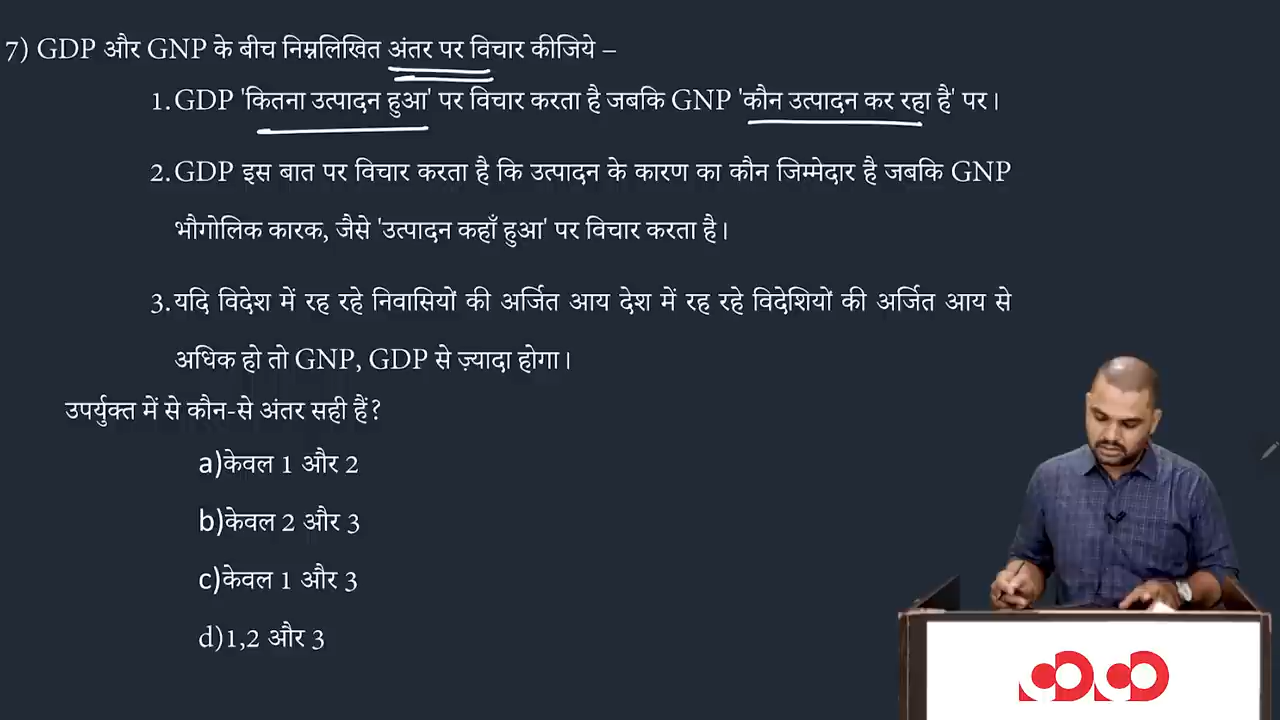 7) GDP और GNP के बीच निम्नलिखित अंतर पर विचार कीजिये –
1. GDP 'कितना उत्पादन हुआ' पर विचार करता है जबकि GNP 'कौन उत्पादन कर रहा है' पर।
2. GDP इस बात पर विचार करता है कि उत्पादन के कारण का कौन जिम्मेदार है जबकि GNP
भौगोलिक कारक, जैसे 'उत्पादन कहाँ हुआ' पर विचार करता है।
3. यदि विदेश में रह रहे निवासियों की अर्जित आय देश में रह रहे विदेशियों की अर्जित आय से
अधिक हो तो GNP, GDP से ज़्यादा होगा।
उपर्युक्त में से कौन-से अंतर सही हैं?
a)केवल 1 और 2
b)केवल 2 और 3
c)केवल 1 और 3
d)1,2 और 3